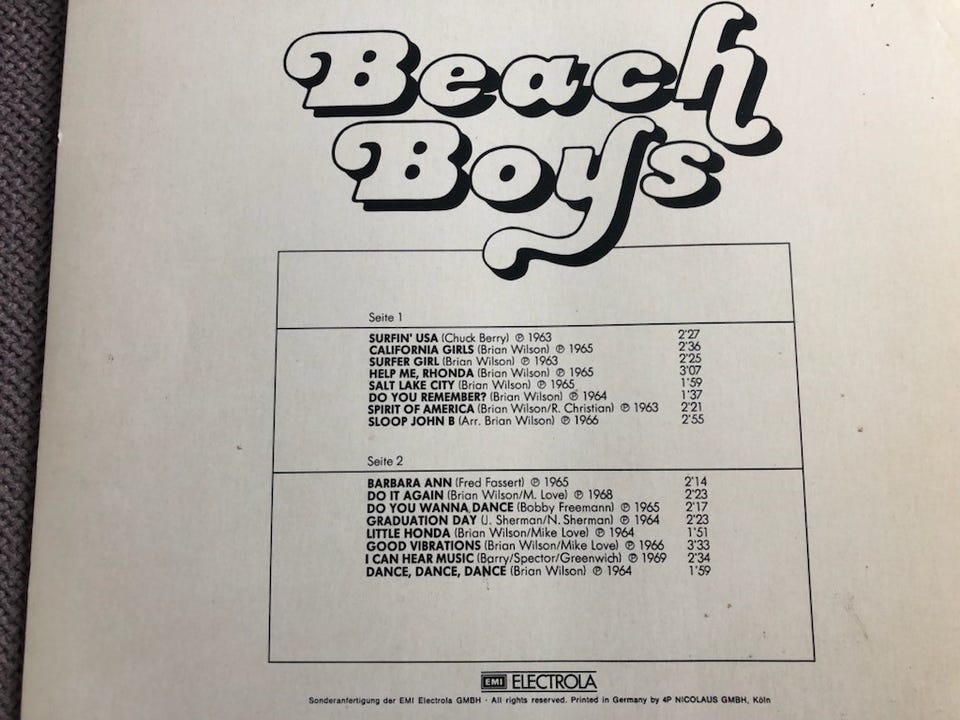 Beach
Boys
Seite 1
SURFIN' USA (Chuck Berry) ℗ 1963 2'27
CALIFORNIA GIRLS (Brian Wilson) ℗ 1965 2'36
SURFER GIRL (Brian Wilson) ℗ 1963 2'25
HELP ME, RHONDA (Brian Wilson) ℗ 1965 3'07
SALT LAKE CITY (Brian Wilson) ℗ 1965 1'59
DO YOU REMEMBER? (Brian Wilson) ℗ 1964 1'37
SPIRIT OF AMERICA (Brian Wilson/R. Christian) ℗ 1963 2'21
SLOOP JOHN B (Arr. Brian Wilson) ℗ 1966 2'55
Seite 2
BARBARA ANN (Fred Fassert) ℗ 1965 2'14
DO IT AGAIN (Brian Wilson/M. Love) ℗ 1968 2'23
DO YOU WANNA DANCE (Bobby Freemann) ℗ 1965 2'17
GRADUATION DAY (J. Sherman/N. Sherman) ℗ 1964 2'23
LITTLE HONDA (Brian Wilson/Mike Love) ℗ 1964 1'51
GOOD VIBRATIONS (Brian Wilson/Mike Love) ℗ 1966 3'33
I CAN HEAR MUSIC (Barry/Spector/Greenwich) ℗ 1969 2'34
DANCE, DANCE, DANCE (Brian Wilson) ℗ 1964 1'59
EMI ELECTROLA
Sonderanfertigung der EMI Electrola GMBH · All rights reserved. Printed in Germany by 4P NICOLAUS GMBH, Köln